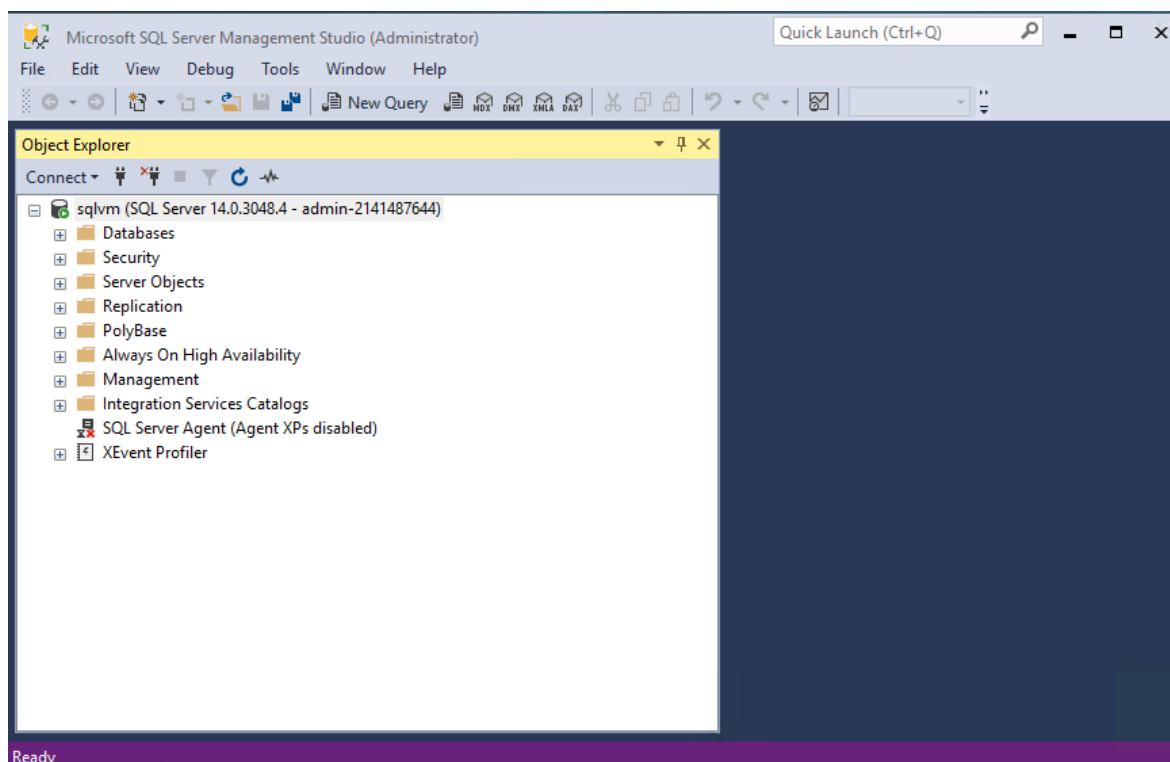 Microsoft SQL Server Management Studio (Administrator) Quick Launch (Ctrl+Q)
File Edit View Debug Tools Window Help
New Query MDX DMX XMLA DAX
Object Explorer
Connect
sqlvm (SQL Server 14.0.3048.4 - admin-2141487644)
Databases
Security
Server Objects
Replication
PolyBase
Always On High Availability
Management
Integration Services Catalogs
SQL Server Agent (Agent XPs disabled)
XEvent Profiler
Ready